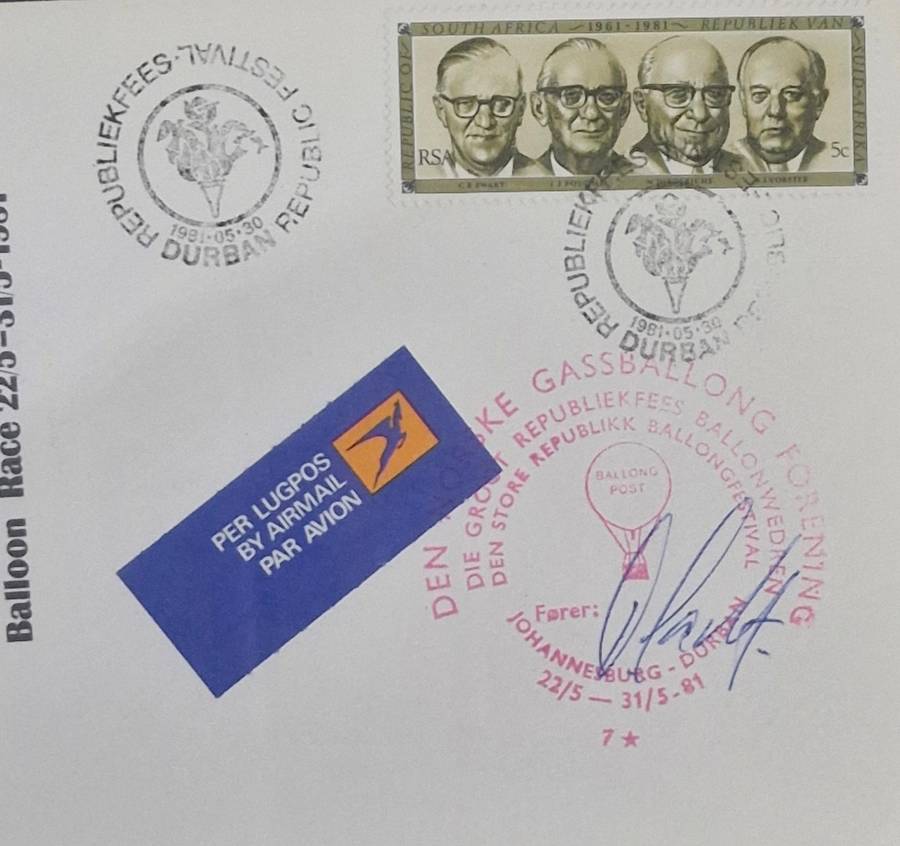 REPUBLIEKFEES·REPUBLIC FESTIVAL
1981·05·30
DURBAN
REPUBLIC OF SOUTH AFRICA 1961-1981 REPUBLIEK VAN SUID-AFRIKA
RSA
5c
C R SWART
REPUBLIEKFEES
1981·05·30
DURBAN
Balloon Race 22/5–31/5-1981
PER LUGPOS
BY AIRMAIL
PAR AVION
DEN NORSKE GASSBALLONG FORENING
DIE GROOT REPUBLIEKFEES BALLONWEDREN
DEN STORE REPUBLIKK BALLONGFESTIVAL
BALLONG
POST
Fører:
JOHANNESBURG - DURBAN
22/5 — 31/5-81
7★